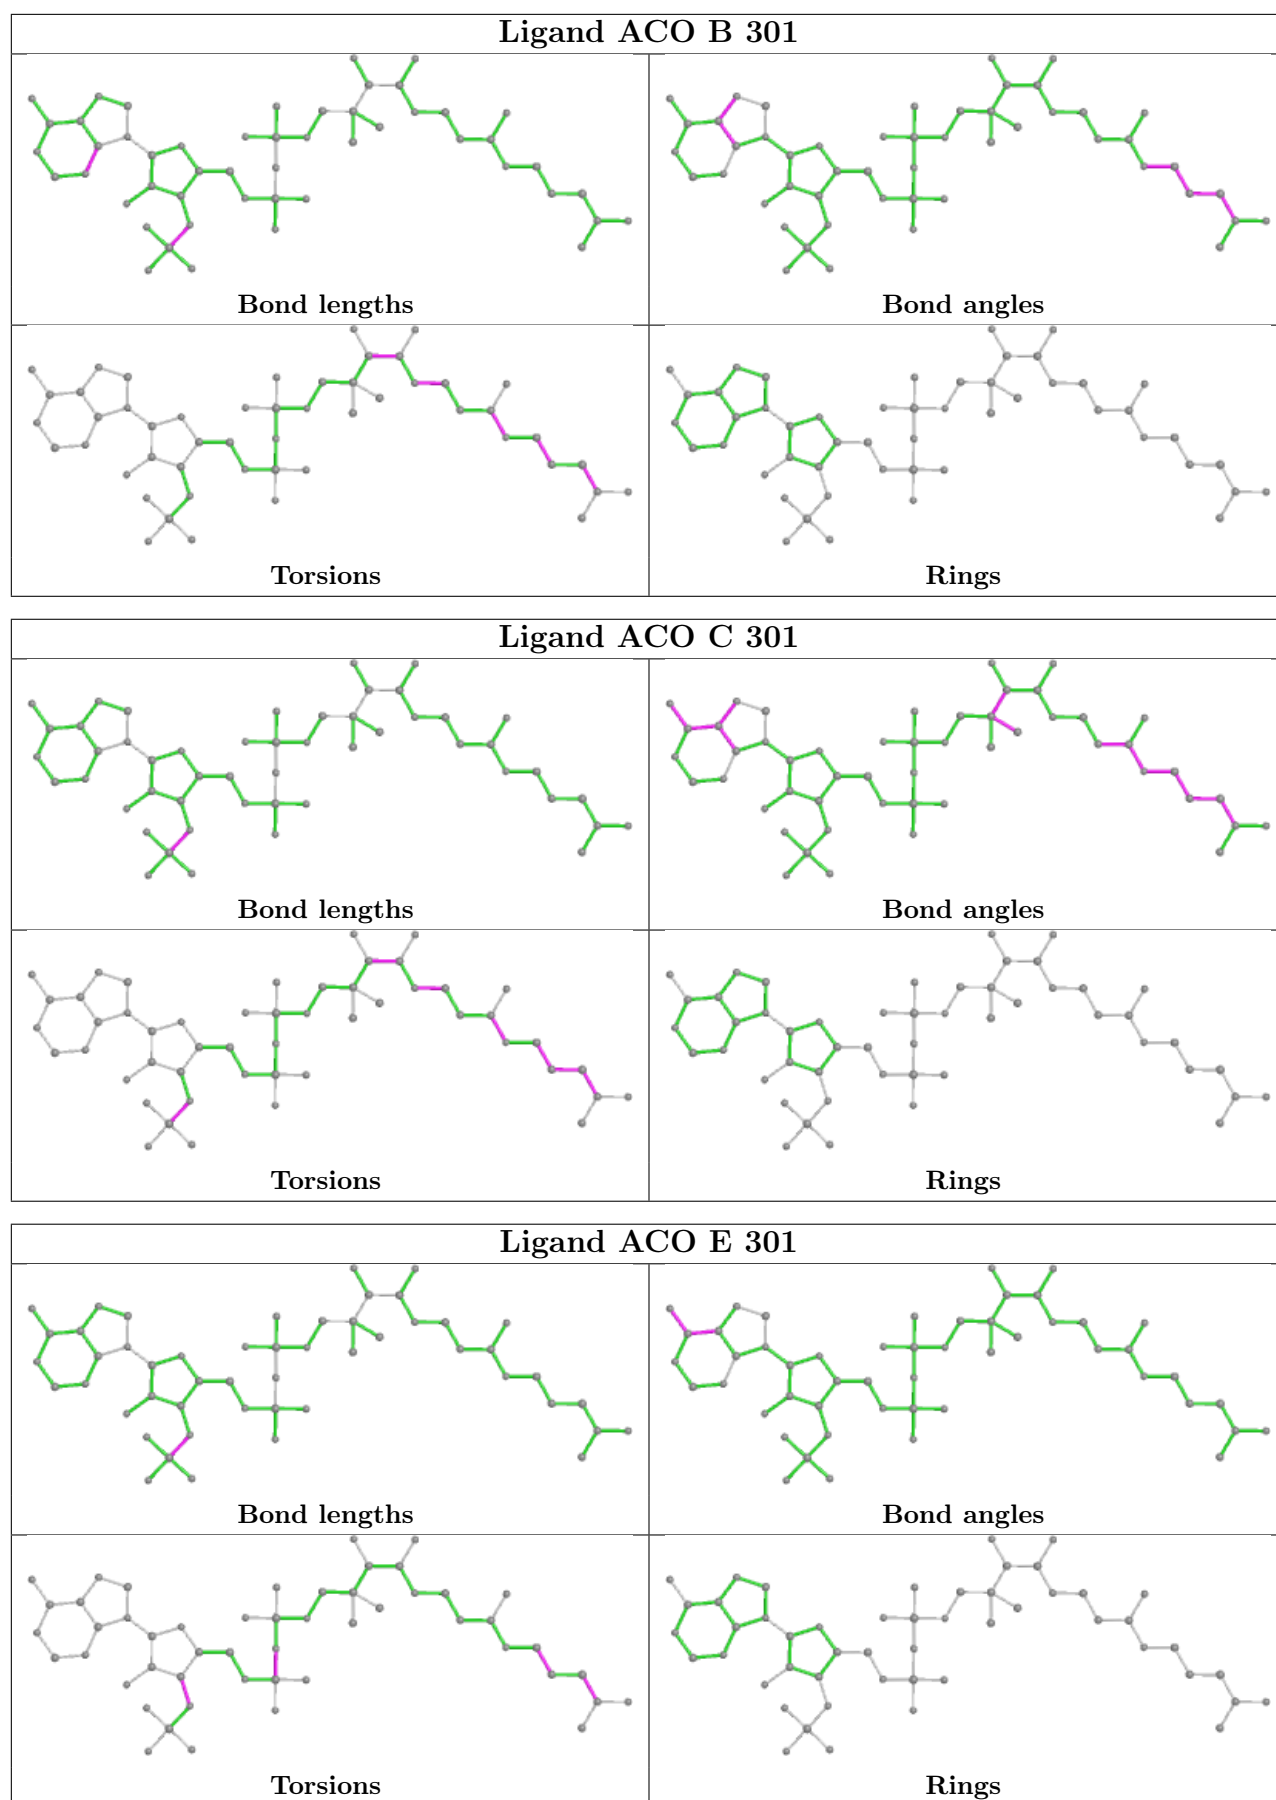 Ligand ACO B 301
Bond lengths
Bond angles
Torsions
Rings
Ligand ACO C 301
Bond lengths
Bond angles
Torsions
Rings
Ligand ACO E 301
Bond lengths
Bond angles
Torsions
Rings